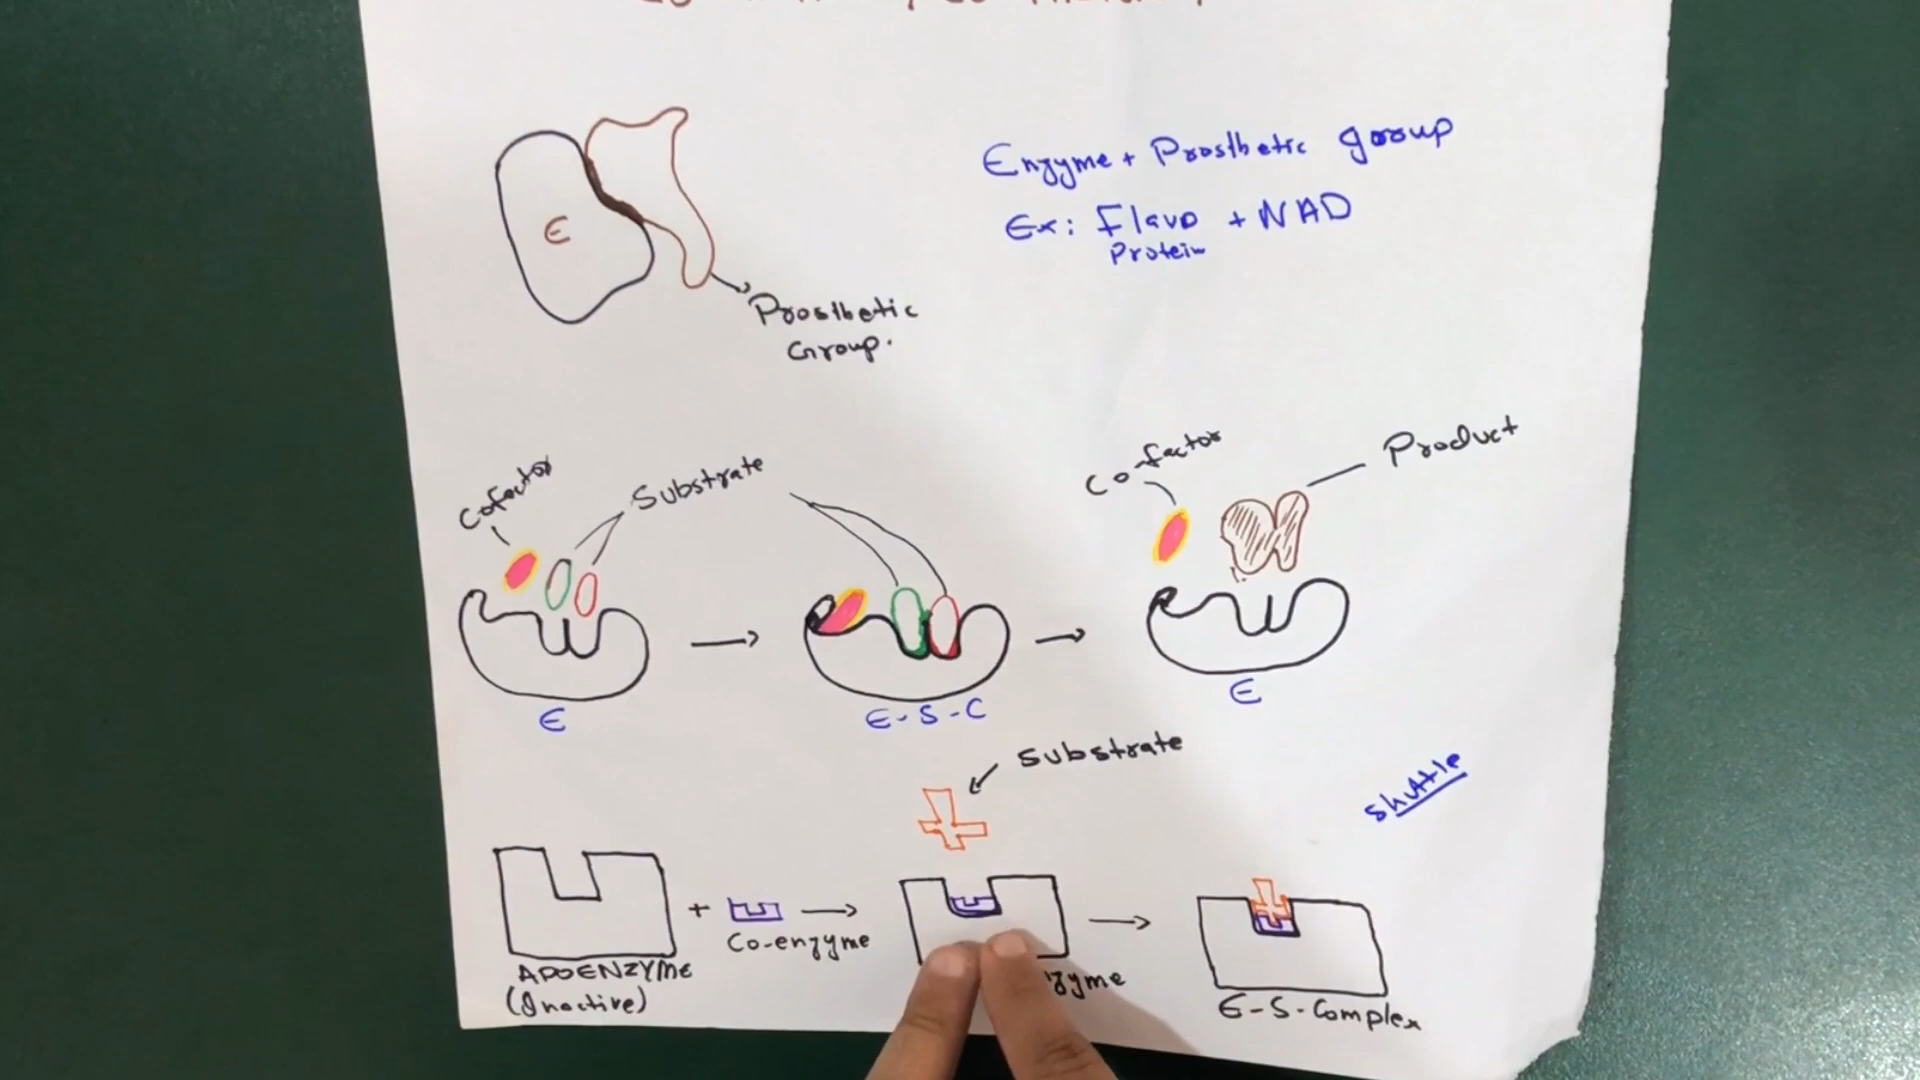 Enzyme + Prosthetic group
Ex: Flavo + NAD
Protein
E
Prosthetic
Group.
Cofactor
Substrate
Co-factor
Product
E
E-S-C
E
Substrate
Shuttle
+
Co-enzyme
APOENZYME
(Inactive)
zyme
E-S-Complex